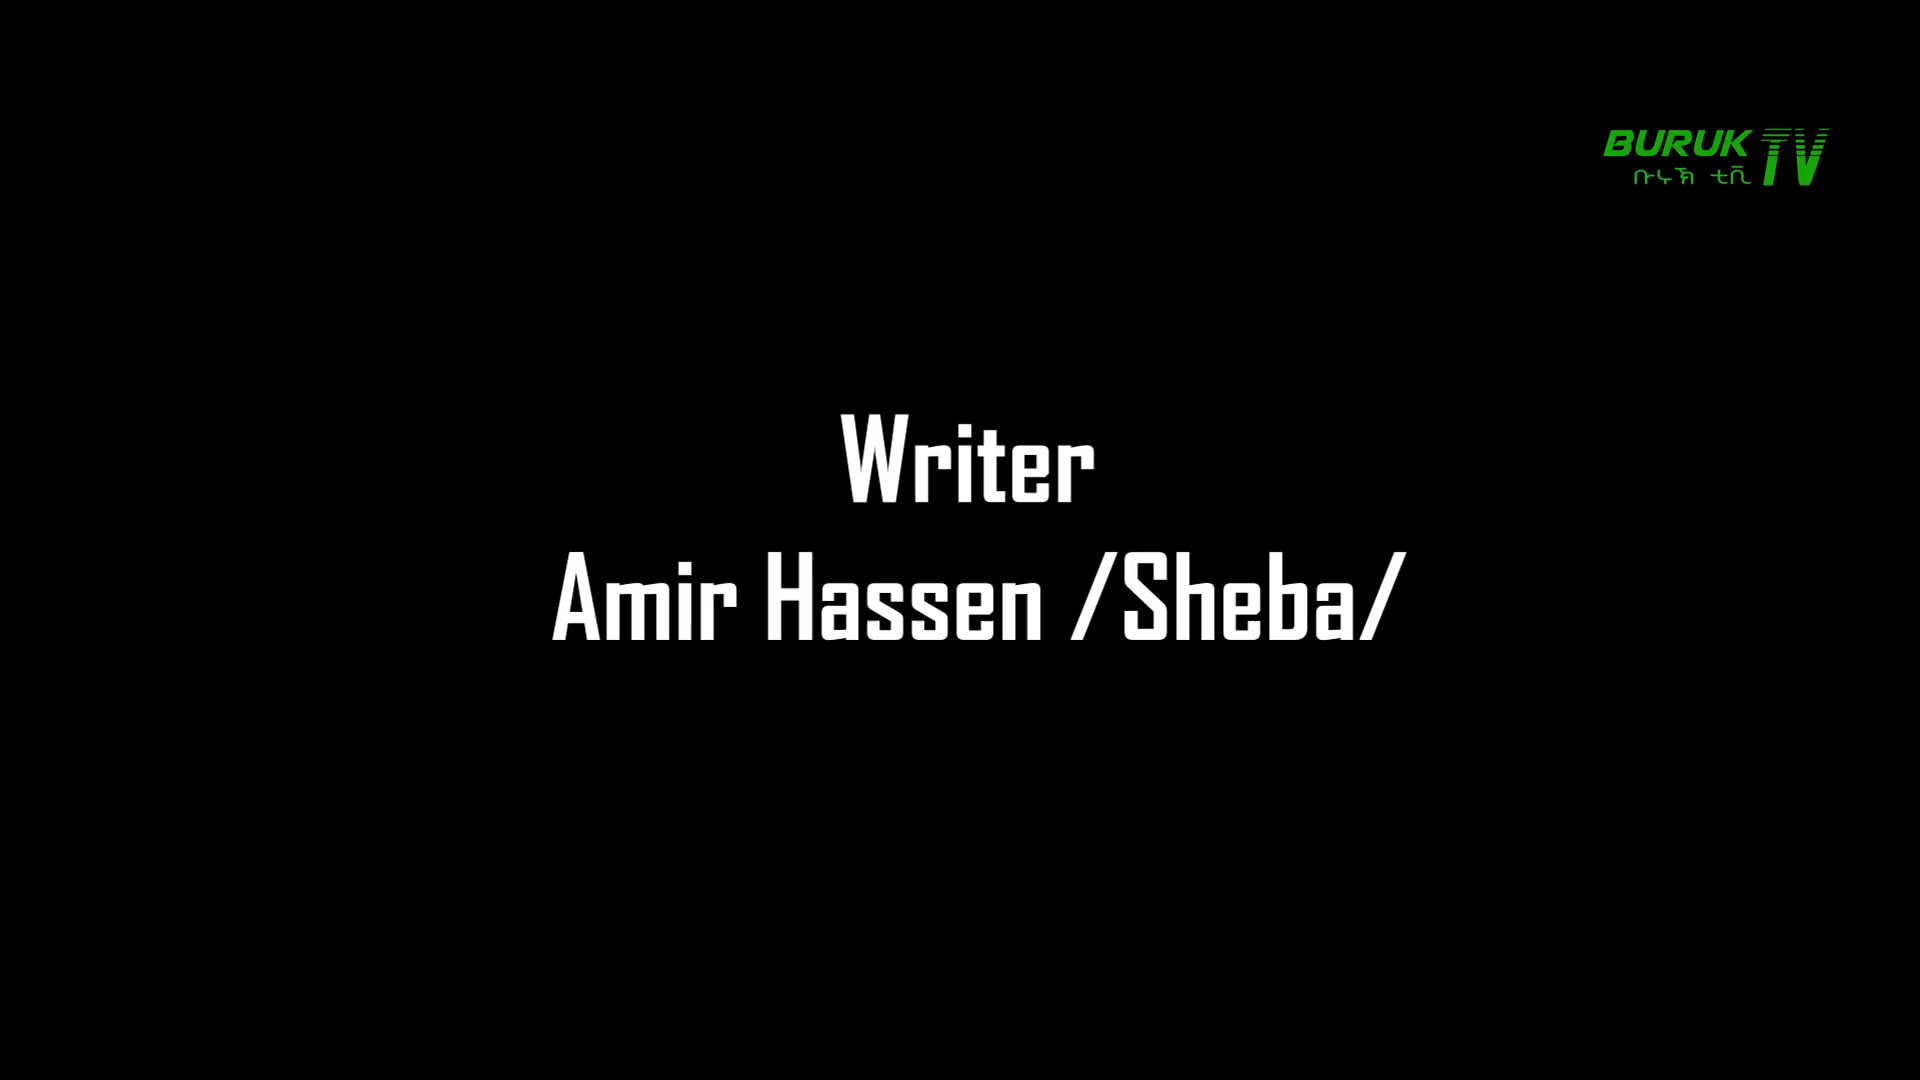 BURUK TV
ቡሩክ ቲቪ
Writer
Amir Hassen /Sheba/